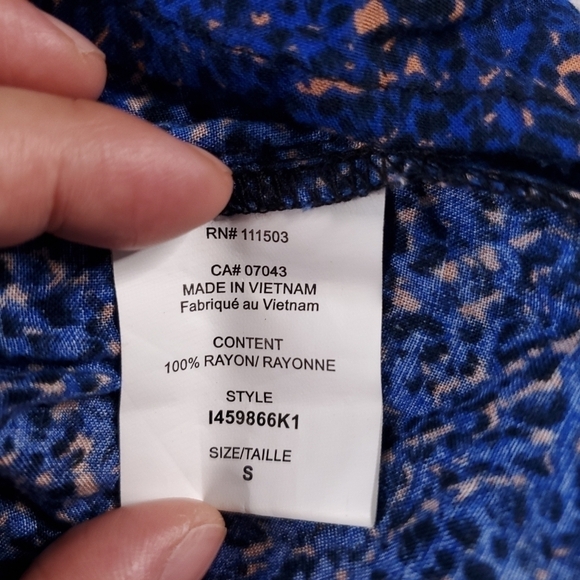 RN# 111503
CA# 07043
MADE IN VIETNAM
Fabriqué au Vietnam
CONTENT
100% RAYON/ RAYONNE
STYLE
I459866K1
SIZE/TAILLE
S